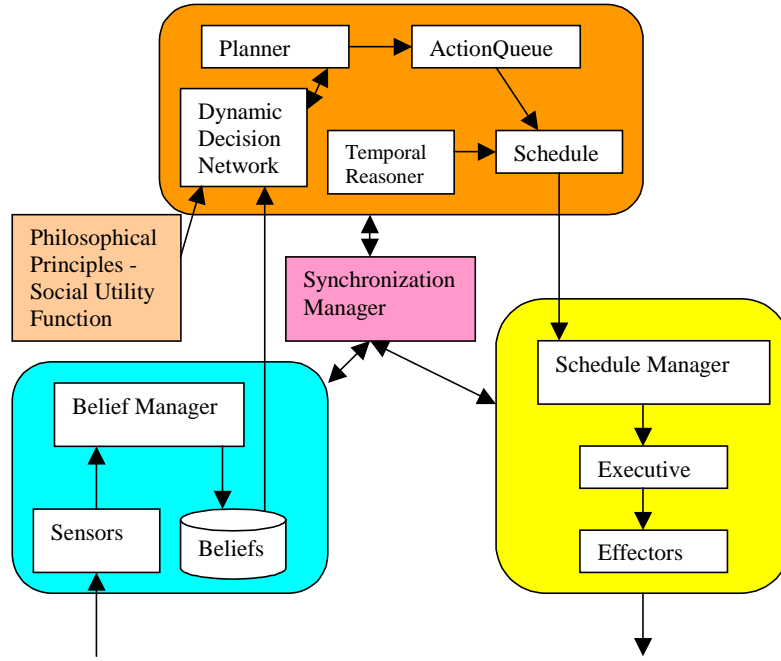 Planner
ActionQueue
Dynamic
Decision
Network
Temporal
Reasoner
Schedule
Philosophical
Principles -
Social Utility
Function
Synchronization
Manager
Schedule Manager
Belief Manager
Executive
Sensors
Beliefs
Effectors